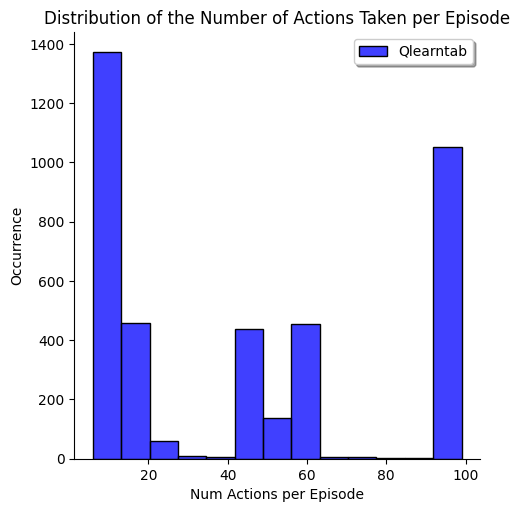 Distribution of the Number of Actions Taken per Episode
Qlearntab
1400
1200
1000
800
600
400
200
0
Occurrence
20 40 60 80 100
Num Actions per Episode